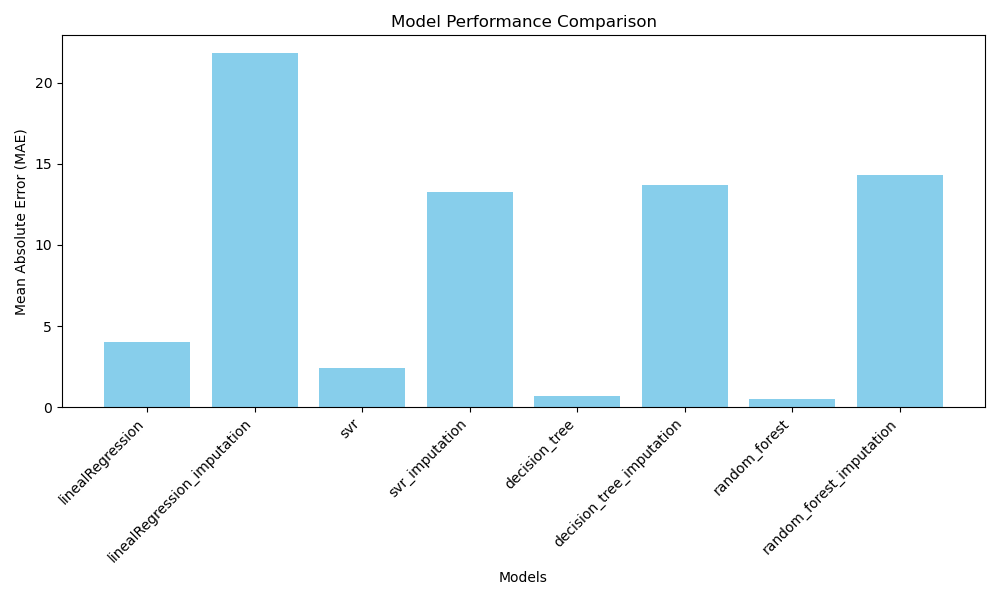 Model Performance Comparison
Mean Absolute Error (MAE)
20
15
10
5
0
linealRegression
linealRegression_imputation
svr
svr_imputation
decision_tree
decision_tree_imputation
random_forest
random_forest_imputation
Models